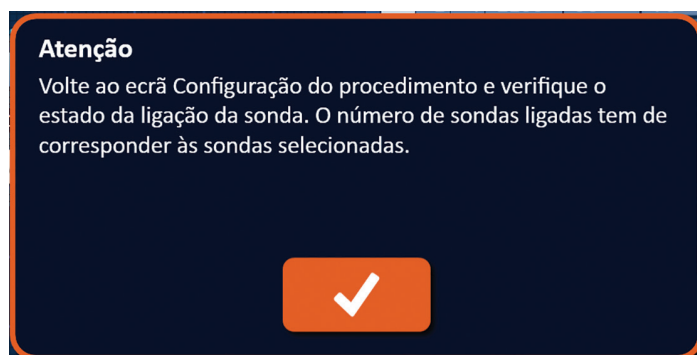 Atenção
Volte ao ecrã Configuração do procedimento e verifique o
estado da ligação da sonda. O número de sondas ligadas tem de
corresponder às sondas selecionadas.